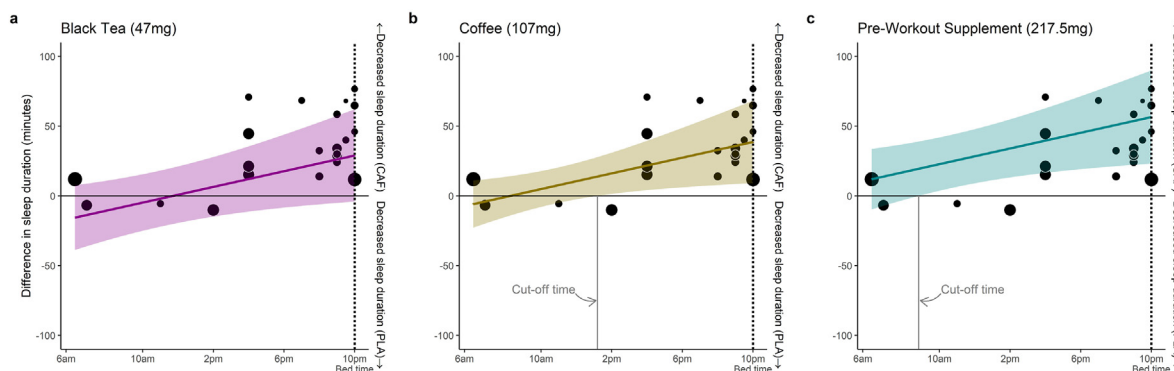 a
Black Tea (47mg)
Difference in sleep duration (minutes)
100
50
0
-50
-100
6am
10am
2pm
6pm
10pm
Bed time
←Decreased sleep duration (CAF)
Decreased sleep duration (PLA)→
b
Coffee (107mg)
100
50
0
-50
-100
Cut-off time
6am
10am
2pm
6pm
10pm
Bed time
←Decreased sleep duration (CAF)
Decreased sleep duration (PLA)→
c
Pre-Workout Supplement (217.5mg)
100
50
0
-50
-100
Cut-off time
6am
10am
2pm
6pm
10pm
Bed time